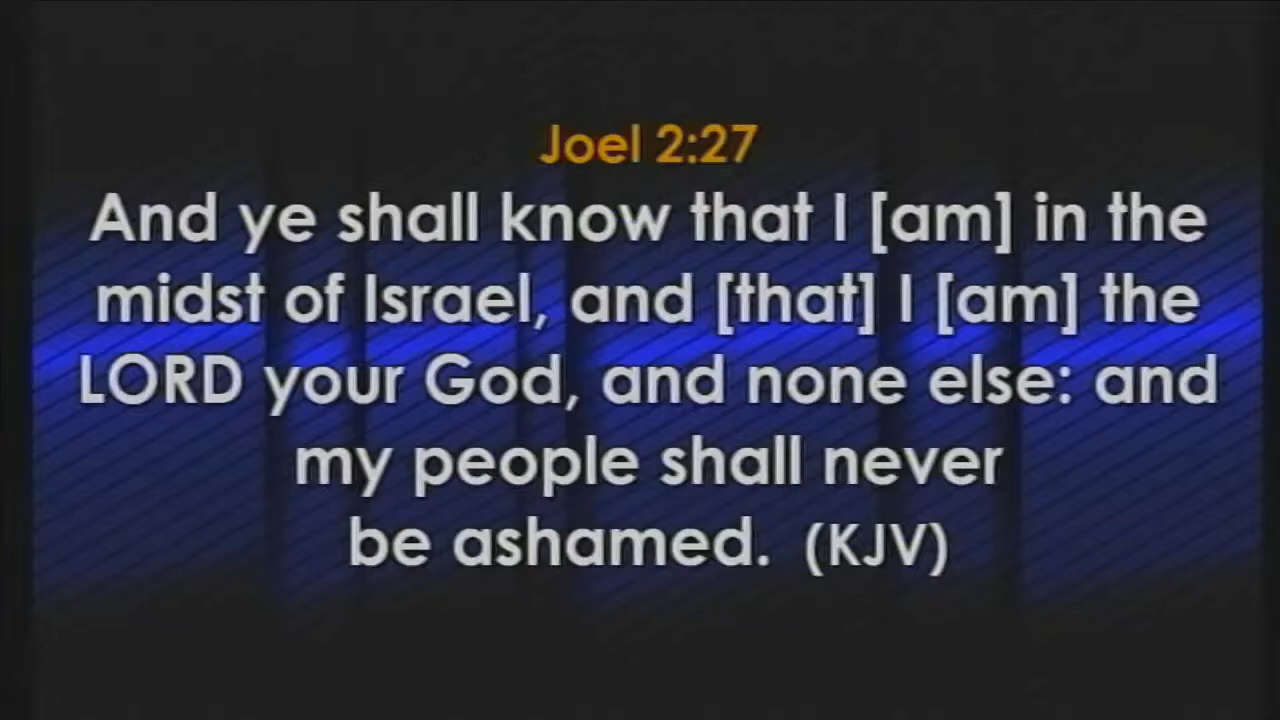 Joel 2:27
And ye shall know that I [am] in the
midst of Israel, and [that] I [am] the
LORD your God, and none else: and
my people shall never
be ashamed. (KJV)